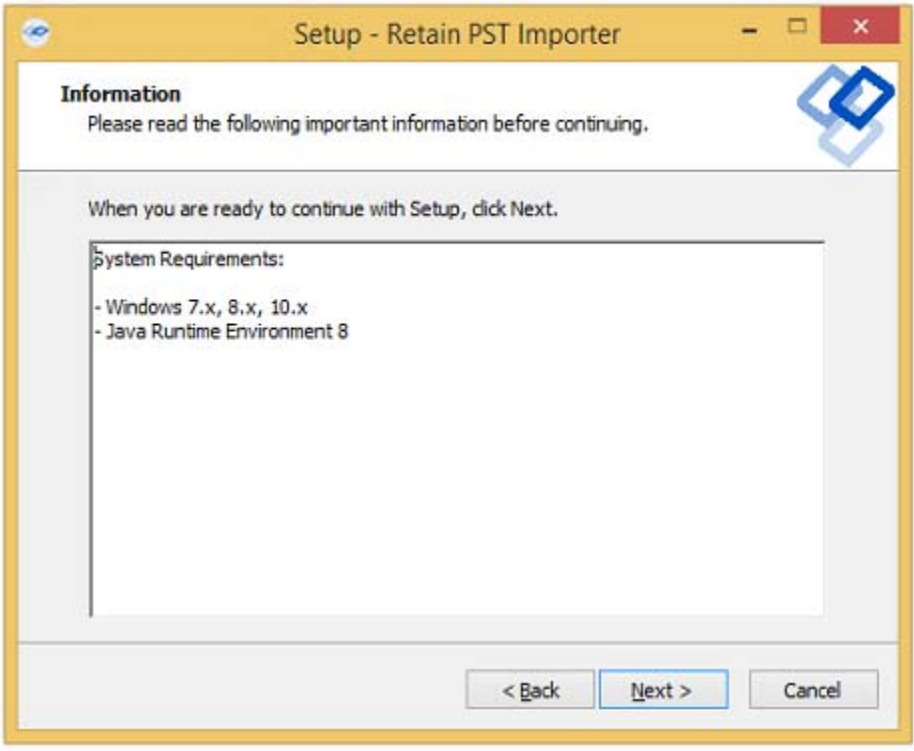 Setup - Retain PST Importer
Information
Please read the following important information before continuing.
When you are ready to continue with Setup, click Next.
System Requirements:
- Windows 7.x, 8.x, 10.x
- Java Runtime Environment 8
< Back
Next >
Cancel